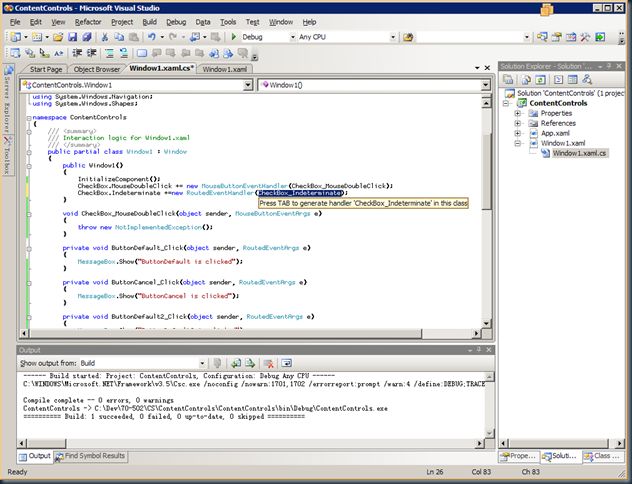 ContentControls - Microsoft Visual Studio
File Edit View Refactor Project Build Debug Data Tools Test Window Help
Debug Any CPU
Start Page Object Browser Window1.xaml.cs* Window1.xaml
ContentControls.Window1 Window1()
using System.Windows.Navigation;
using System.Windows.Shapes;
namespace ContentControls
{
/// <summary>
/// Interaction logic for Window1.xaml
/// </summary>
public partial class Window1 : Window
{
public Window1()
{
InitializeComponent();
CheckBox.MouseDoubleClick += new MouseButtonEventHandler(CheckBox_MouseDoubleClick);
CheckBox.Indeterminate +=new RoutedEventHandler(CheckBox_Indeterminate);
}
Press TAB to generate handler 'CheckBox_Indeterminate' in this class
void CheckBox_MouseDoubleClick(object sender, MouseButtonEventArgs e)
{
throw new NotImplementedException();
}
private void ButtonDefault_Click(object sender, RoutedEventArgs e)
{
MessageBox.Show("ButtonDefault is clicked");
}
private void ButtonCancel_Click(object sender, RoutedEventArgs e)
{
MessageBox.Show("ButtonCancel is clicked");
}
private void ButtonDefault2_Click(object sender, RoutedEventArgs e)
{
Server Explorer
Toolbox
Solution Explorer - Solution '...
Solution 'ContentControls' (1 projec
ContentControls
Properties
References
App.xaml
Window1.xaml
Window1.xaml.cs
Output
Show output from: Build
------ Build started: Project: ContentControls, Configuration: Debug Any CPU ------
C:\WINDOWS\Microsoft.NET\Framework\v3.5\Csc.exe /noconfig /nowarn:1701,1702 /errorreport:prompt /warn:4 /define:DEBUG;TRACE
Compile complete -- 0 errors, 0 warnings
ContentControls -> C:\Dev\70-502\CS\ContentControls\ContentControls\bin\Debug\ContentControls.exe
========== Build: 1 succeeded, 0 failed, 0 up-to-date, 0 skipped ==========
Output Find Symbol Results
Prope... Soluti... Class ...
Ready Ln 26 Col 83 Ch 83